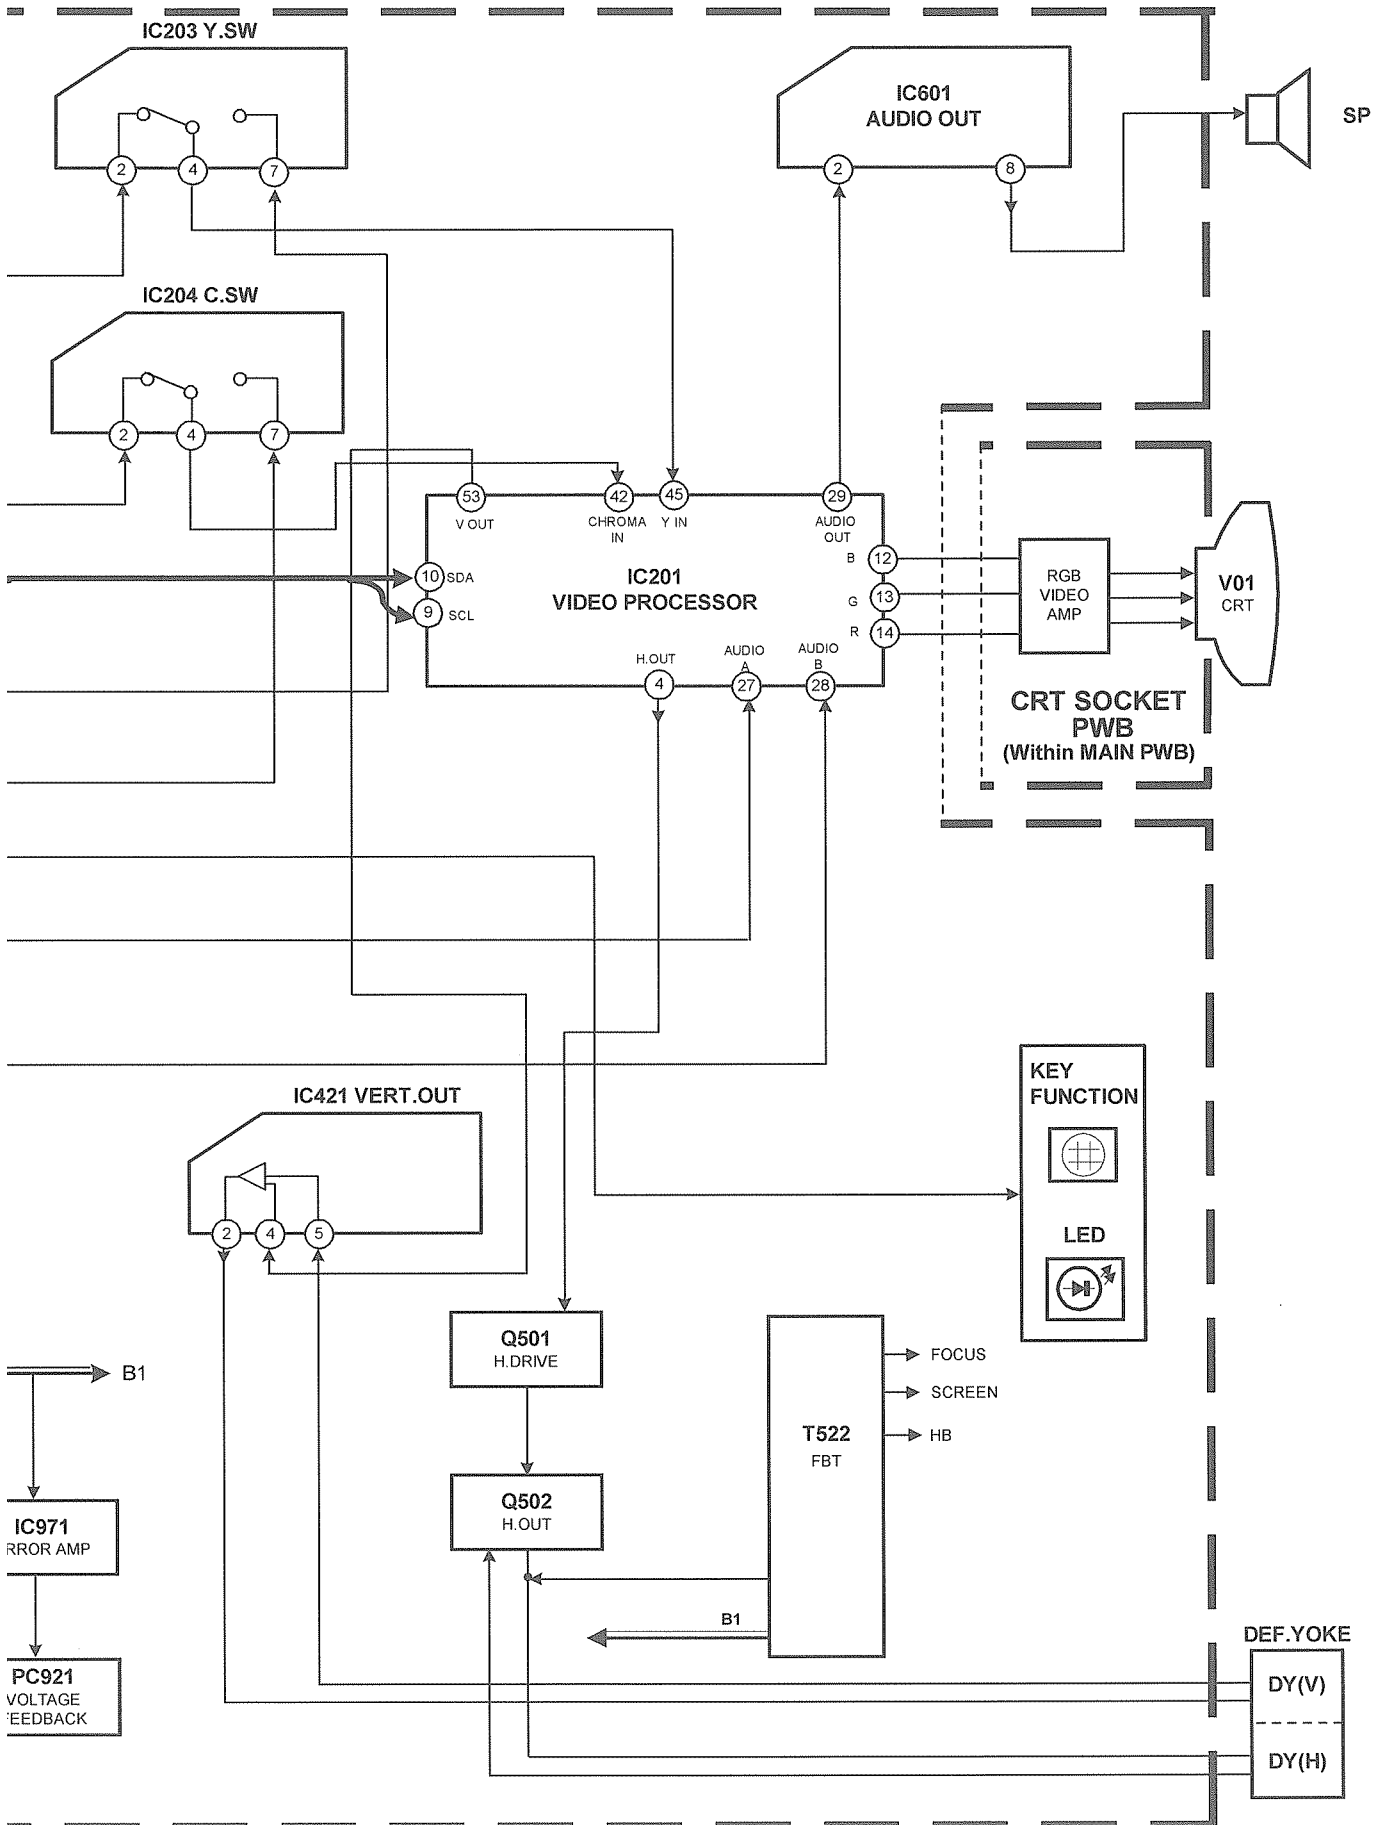 IC203 Y.SW
2
4
7
IC601
AUDIO OUT
2
8
SP
IC204 C.SW
2
4
7
53
V OUT
42
CHROMA
IN
45
Y IN
29
AUDIO
OUT
10
SDA
9
SCL
IC201
VIDEO PROCESSOR
B
12
G
13
R
14
H.OUT
4
AUDIO
A
27
AUDIO
B
28
RGB
VIDEO
AMP
V01
CRT
CRT SOCKET
PWB
(Within MAIN PWB)
IC421 VERT.OUT
2
4
5
KEY
FUNCTION
LED
B1
Q501
H.DRIVE
Q502
H.OUT
T522
FBT
FOCUS
SCREEN
HB
B1
IC971
RROR AMP
PC921
VOLTAGE
FEEDBACK
DEF.YOKE
DY(V)
DY(H)